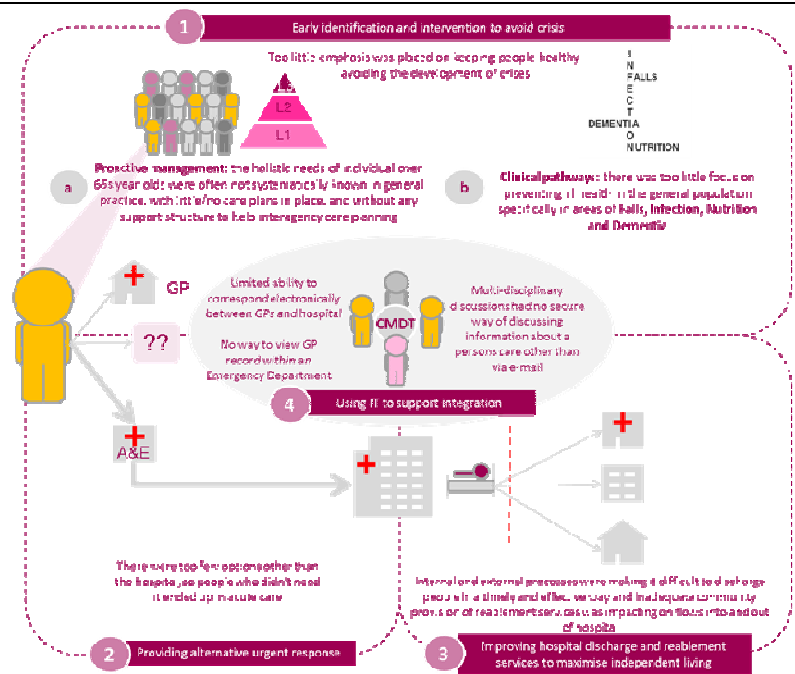 1
Early identification and intervention to avoid crisis
Too little emphasis was placed on keeping people healthy
avoiding the development of crises
L2
L1
I
N
FALLS
E
C
T
DEMENTIA
O
NUTRITION
a
Proactive management: the holistic needs of individual over
65s year olds were often not systematically known in general
practice, with little/no care plans in place, and without any
support structure to help interagency care planning
b
Clinical pathways: there was too little focus on
preventing ill health in the general population
specifically in areas of Falls, Infection, Nutrition
and Dementia
GP
??
A&E
Limited ability to
correspond electronically
between GPs and hospital
No way to view GP
record within an
Emergency Department
CMDT
Multi-disciplinary
discussions had no secure
way of discussing
information about a
persons care other than
via e-mail
4
Using IT to support integration
There were too few options other than
the hospital, so people who didn't need
it ended up in acute care
Internal and external processes were making it difficult to discharge
people in a timely and effective way and inadequate community
provision of reablement services was impacting on flows into and out
of hospital
2
Providing alternative urgent response
3
Improving hospital discharge and reablement
services to maximise independent living